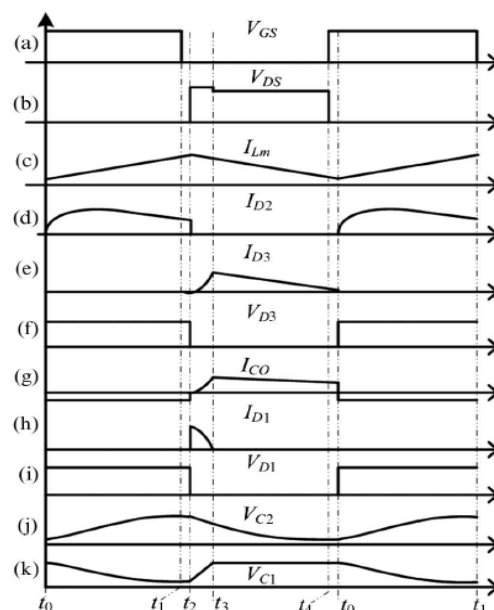 (a) V_GS
(b) V_DS
(c) I_Lm
(d) I_D2
(e) I_D3
(f) V_D3
(g) I_CO
(h) I_D1
(i) V_D1
(j) V_C2
(k) V_C1
t_0 t_1 t_2 t_3 t_4 t_0 t_1